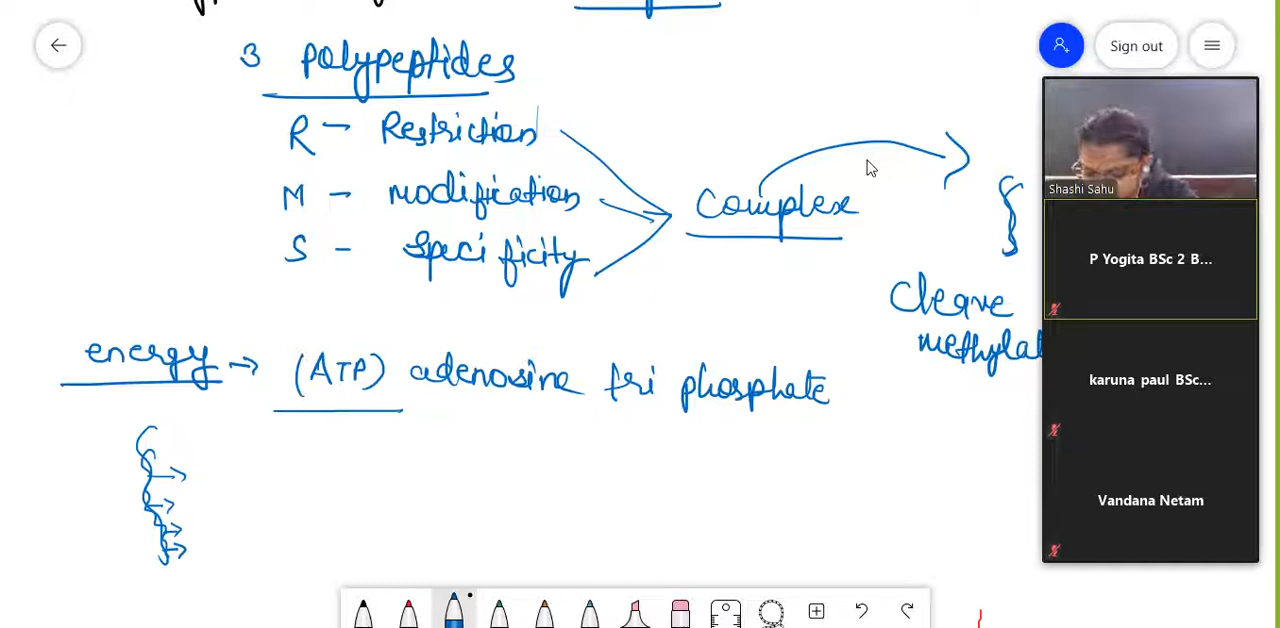 Sign out
3 Polypeptides
R - Restriction
M - modification
S - Specificity
Complex
Cleave
methylat
energy → (ATP) adenosine tri phosphate
Shashi Sahu
P Yogita BSc 2 B...
karuna paul BSc...
Vandana Netam